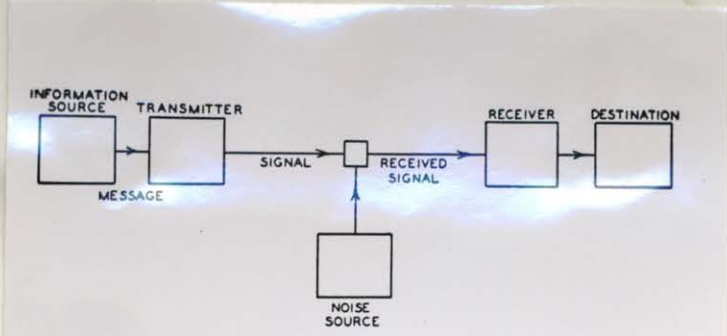 INFORMATION
SOURCE
TRANSMITTER
RECEIVER
DESTINATION
SIGNAL
RECEIVED
SIGNAL
MESSAGE
NOISE
SOURCE